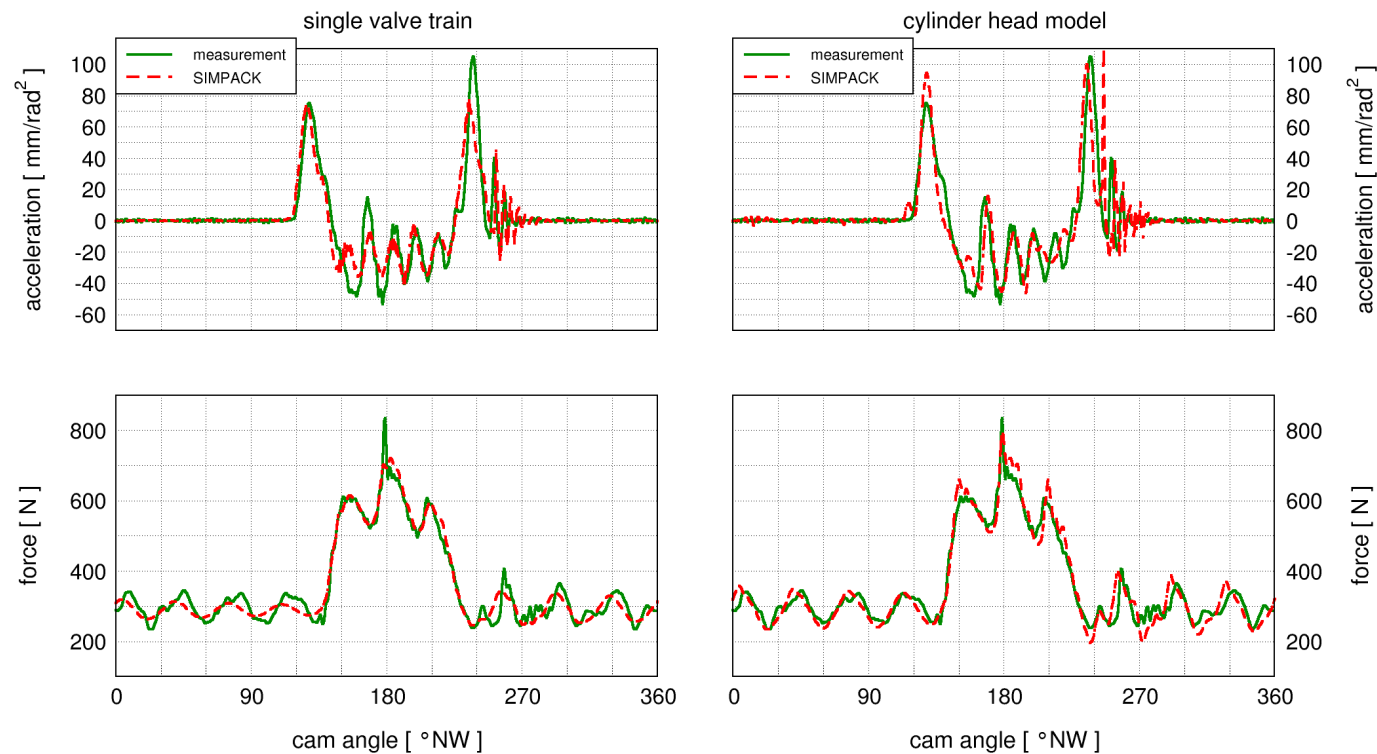 single valve train
cylinder head model
measurement
SIMPACK
measurement
SIMPACK
acceleration [ mm/rad²]
100
80
60
40
20
0
-20
-40
-60
100
80
60
40
20
0
-20
-40
-60
acceleraltion [ mm/rad²]
force [ N ]
800
600
400
200
800
600
400
200
force [ N ]
0 90 180 270 360
0 90 180 270 360
cam angle [ °NW ]
cam angle [ °NW ]